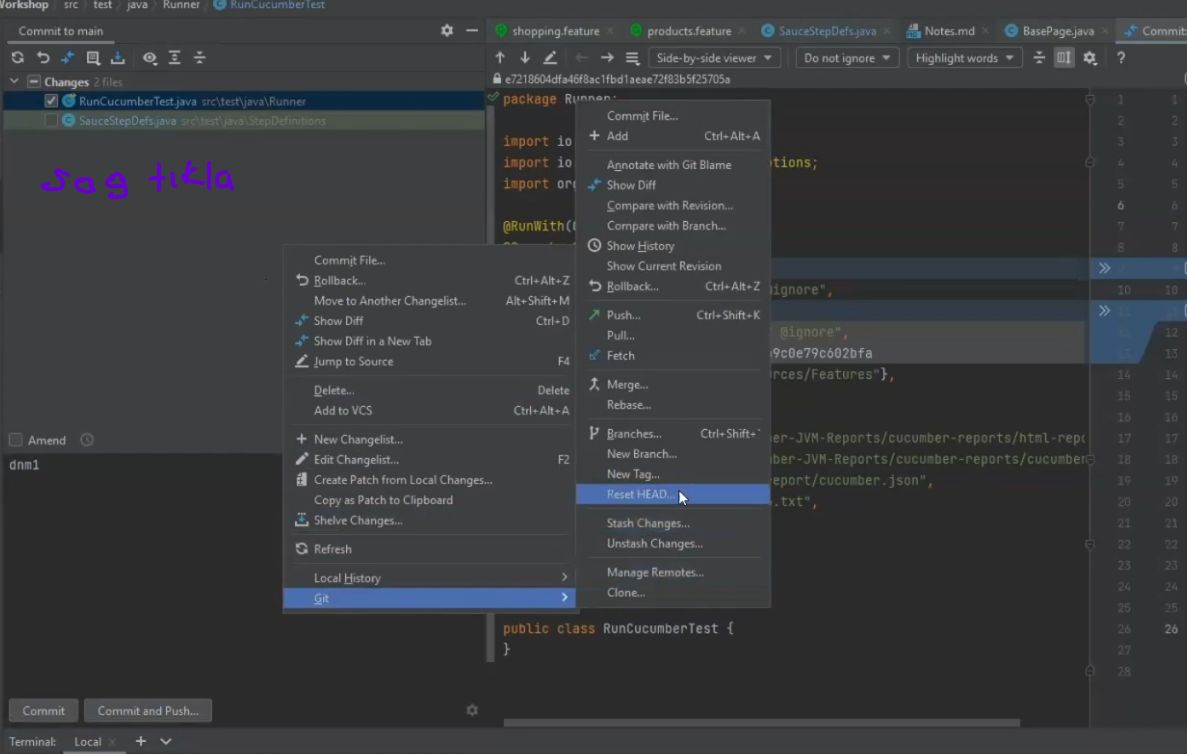 Workshop src test java Runner RunCucumberTest
Commit to main
shopping.feature products.feature SauceStepDefs.java Notes.md BasePage.java Commit:
Side-by-side viewer Do not ignore Highlight words ?
Changes 2 files
e7218604dfa46f8ac1fbd1aeae72f83b5f25705a
RunCucumberTest.java src\test\java\Runner
SauceStepDefs.java src\test\java\StepDefinitions
sag tıkla
Amend
dnm1
Commit Commit and Push...
Terminal: Local
Commit File...
Rollback... Ctrl+Alt+Z
Move to Another Changelist... Alt+Shift+M
Show Diff Ctrl+D
Show Diff in a New Tab
Jump to Source F4
Delete... Delete
Add to VCS Ctrl+Alt+A
New Changelist...
Edit Changelist... F2
Create Patch from Local Changes...
Copy as Patch to Clipboard
Shelve Changes...
Refresh
Local History
Git
Commit File...
Add Ctrl+Alt+A
Annotate with Git Blame
Show Diff
Compare with Revision...
Compare with Branch...
Show History
Show Current Revision
Rollback... Ctrl+Alt+Z
Push... Ctrl+Shift+K
Pull...
Fetch
Merge...
Rebase...
Branches... Ctrl+Shift+`
New Branch...
New Tag...
Reset HEAD...
Stash Changes...
Unstash Changes...
Manage Remotes...
Clone...
package Runner; 1 1
2 2
import io 3 3
import io ptions; 4 4
import org 5 5
6 6
@RunWith( 7 7
8 8
@ignore", 10 10
@ignore", 12
9c0e79c602bfa 13
rces/Features"}, 14 14
15 15
16 16
ber-JVM-Reports/cucumber-reports/html-repo 17 17
ber-JVM-Reports/cucumber-reports/cucumber 18 18
eport/cucumber.json", 19 19
.txt", 20 20
21 21
22 22
23 23
24 24
25 25
public class RunCucumberTest { 26 26
} 27
28